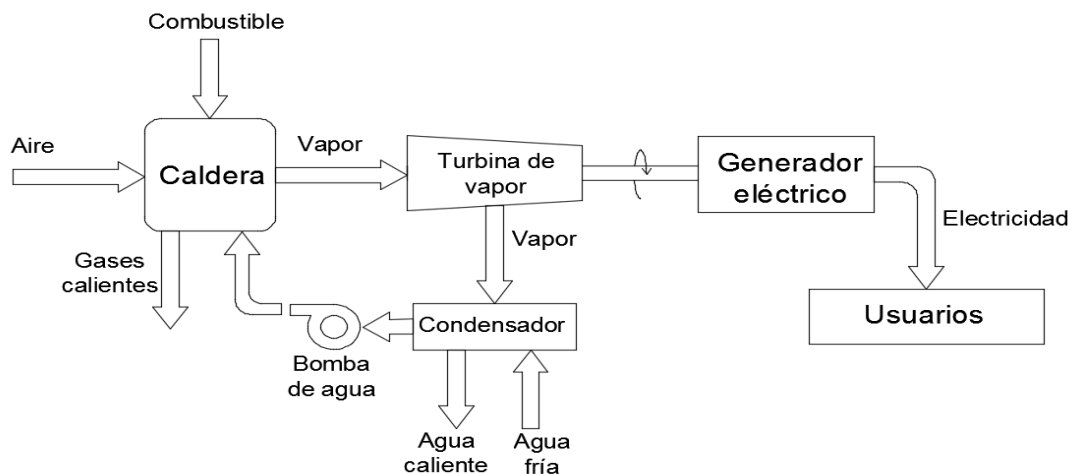 Combustible
Aire
Caldera
Vapor
Turbina de
vapor
Generador
eléctrico
Electricidad
Usuarios
Gases
calientes
Vapor
Condensador
Bomba
de agua
Agua
caliente
Agua
fría